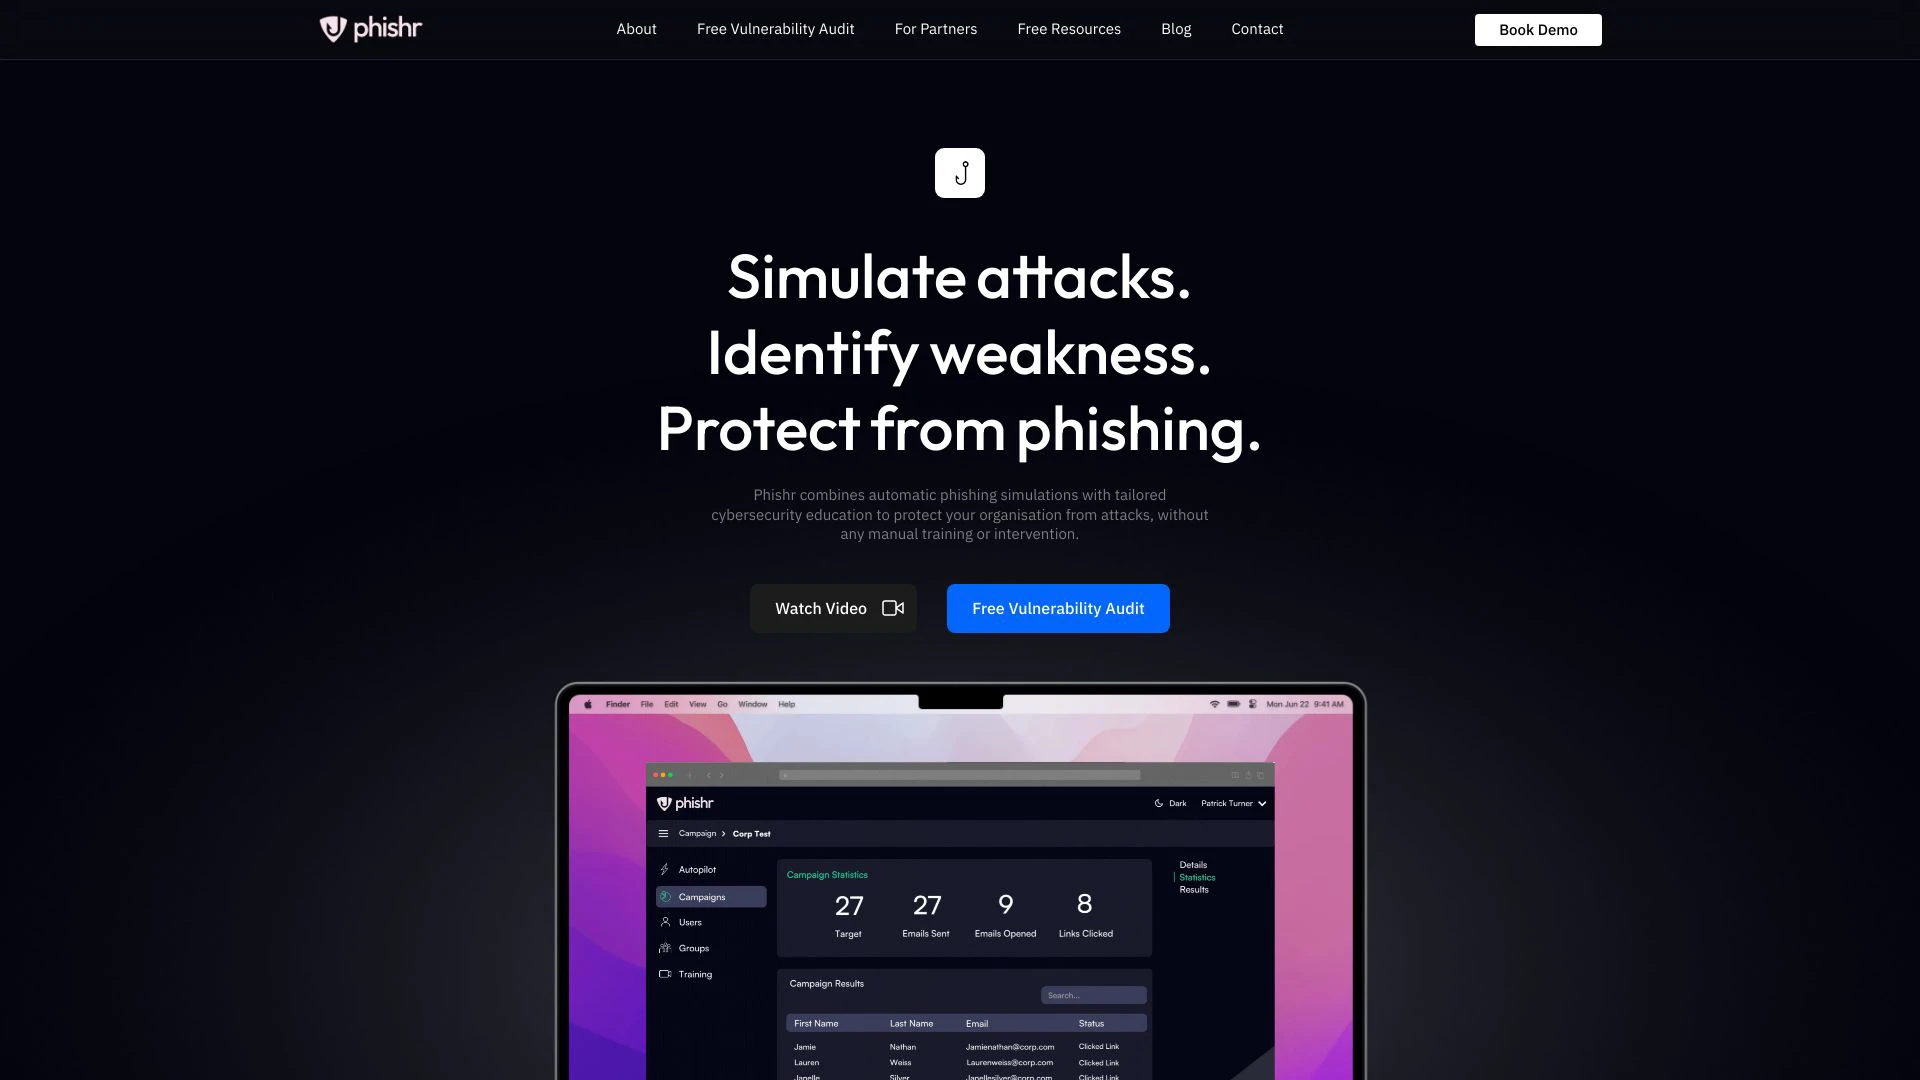 phishr
About
Free Vulnerability Audit
For Partners
Free Resources
Blog
Contact
Book Demo
Simulate attacks.
Identify weakness.
Protect from phishing.
Phishr combines automatic phishing simulations with tailored
cybersecurity education to protect your organisation from attacks, without
any manual training or intervention.
Watch Video
Free Vulnerability Audit
Finder File Edit View Go Window Help
Mon Jun 22 9:41 AM
phishr
Dark
Patrick Turner
Campaign > Corp Test
Autopilot
Campaigns
Users
Groups
Training
Campaign Statistics
27 27 9 8
Target Emails Sent Emails Opened Links Clicked
Details
Statistics
Results
Campaign Results
Search...
First Name Last Name Email Status
Jamie Nathan Jamienathan@corp.com Clicked Link
Lauren Weiss Laurenweiss@corp.com Clicked Link
Janelle Silver Janellesilver@corp.com Clicked Link